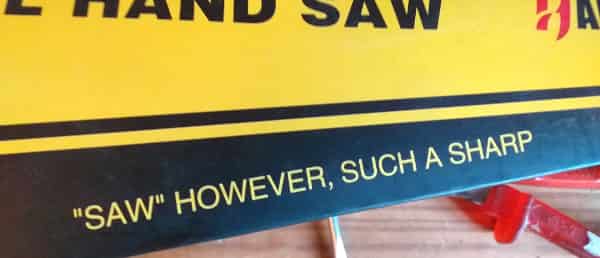 HAND SAW
"SAW" HOWEVER, SUCH A SHARP